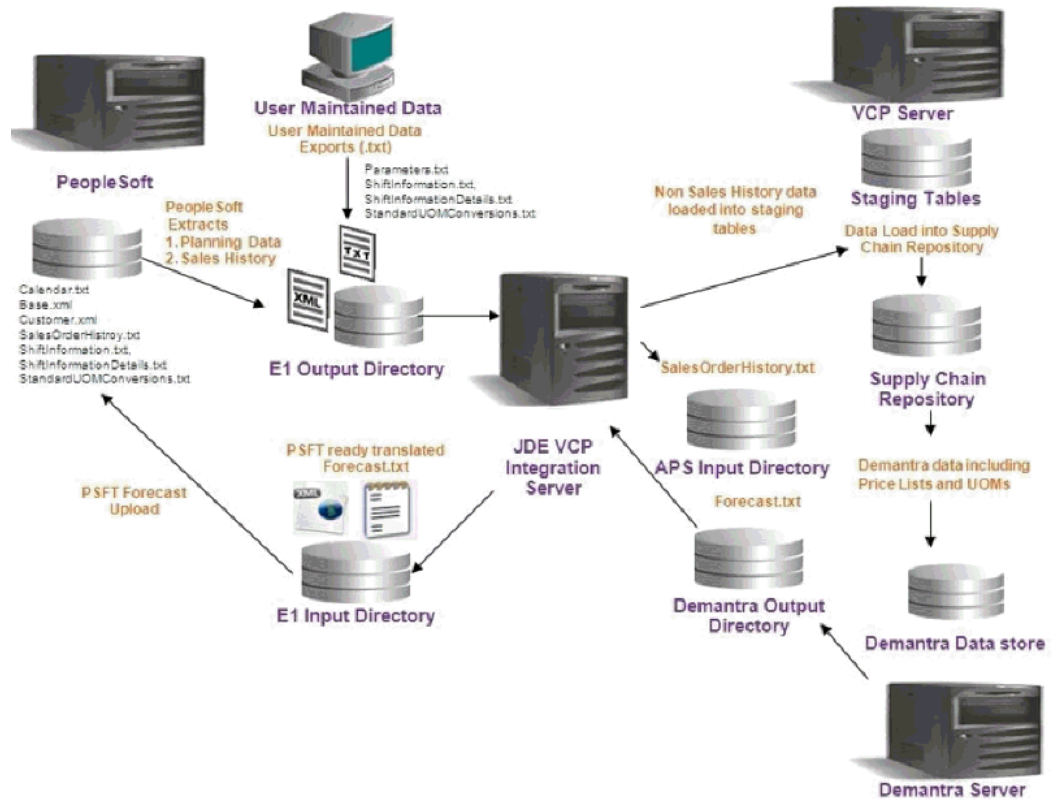 User Maintained Data
User Maintained Data
Exports (.txt)
Parameters.txt
ShiftInformation.txt,
ShiftInformationDetails.txt
StandardUOMConversions.txt
PeopleSoft
PeopleSoft
Extracts
1. Planning Data
2. Sales History
Calendar.txt
Base.xml
Customer.xml
SalesOrderHistroy.txt
ShiftInformation.txt,
ShiftInformationDetails.txt
StandardUOMConversions.txt
TXT
XML
E1 Output Directory
VCP Server
Staging Tables
Non Sales History data
loaded into staging
tables
Data Load into Supply
Chain Repository
Supply Chain
Repository
SalesOrderHistory.txt
APS Input Directory
JDE VCP
Integration
Server
Demantra data including
Price Lists and UOMs
Forecast.txt
PSFT ready translated
Forecast.txt
XML
PSFT Forecast
Upload
E1 Input Directory
Demantra Output
Directory
Demantra Data store
Demantra Server